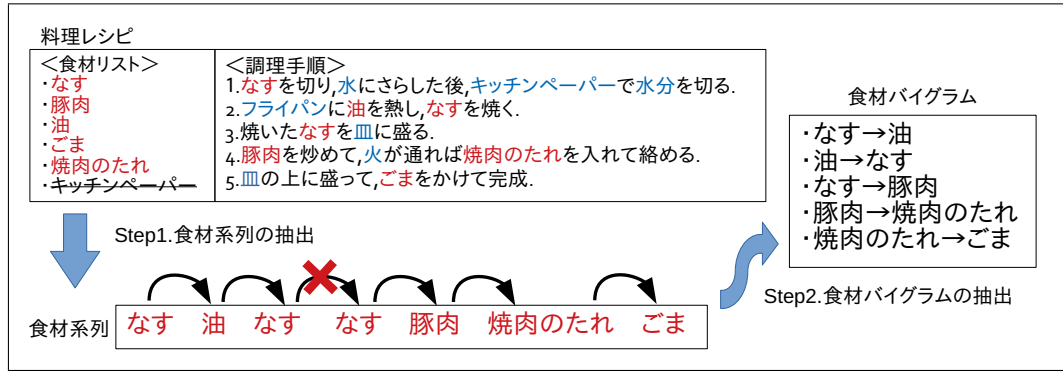 料理レシピ
＜食材リスト＞
・なす
・豚肉
・油
・ごま
・焼肉のたれ
・キッチンペーパー
＜調理手順＞
1.なすを切り,水にさらした後,キッチンペーパーで水分を切る.
2.フライパンに油を熱し,なすを焼く.
3.焼いたなすを皿に盛る.
4.豚肉を炒めて,火が通れば焼肉のたれを入れて絡める.
5.皿の上に盛って,ごまをかけて完成.
Step1.食材系列の抽出
食材系列
なす 油 なす なす 豚肉 焼肉のたれ ごま
Step2.食材バイグラムの抽出
食材バイグラム
・なす→油
・油→なす
・なす→豚肉
・豚肉→焼肉のたれ
・焼肉のたれ→ごま